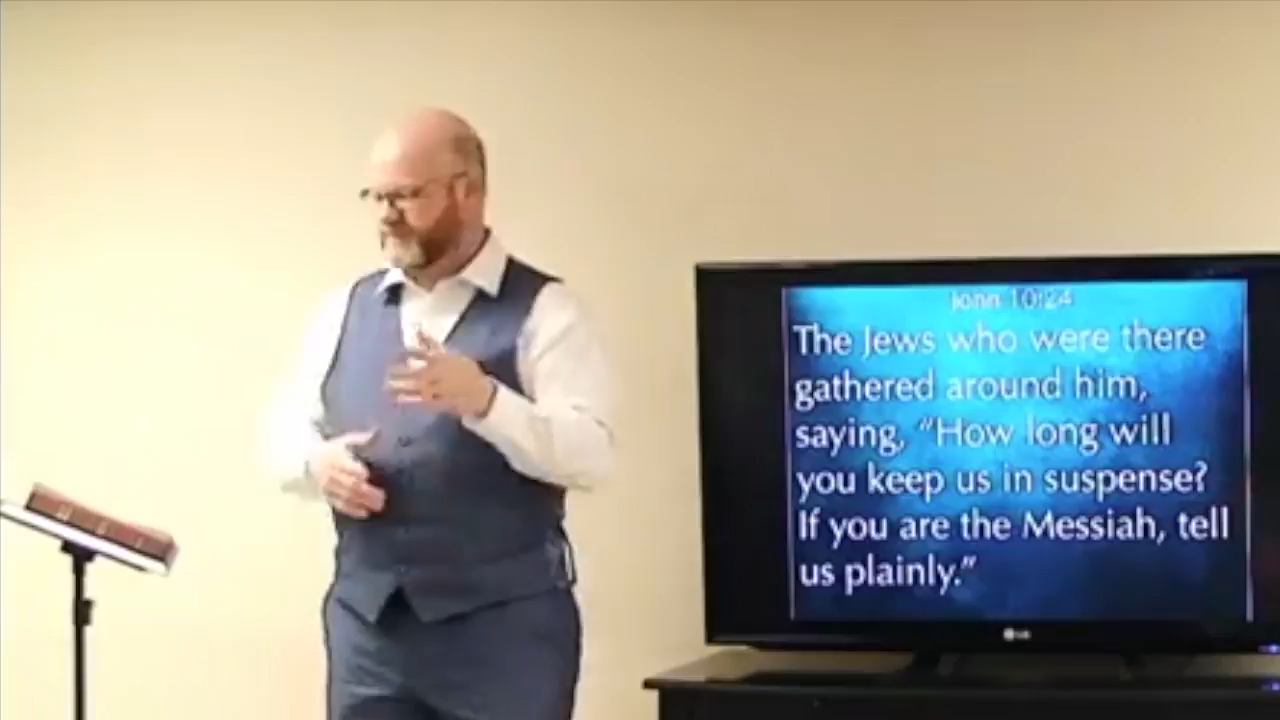 John 10:24
The Jews who were there
gathered around him,
saying, “How long will
you keep us in suspense?
If you are the Messiah, tell
us plainly.”
LG